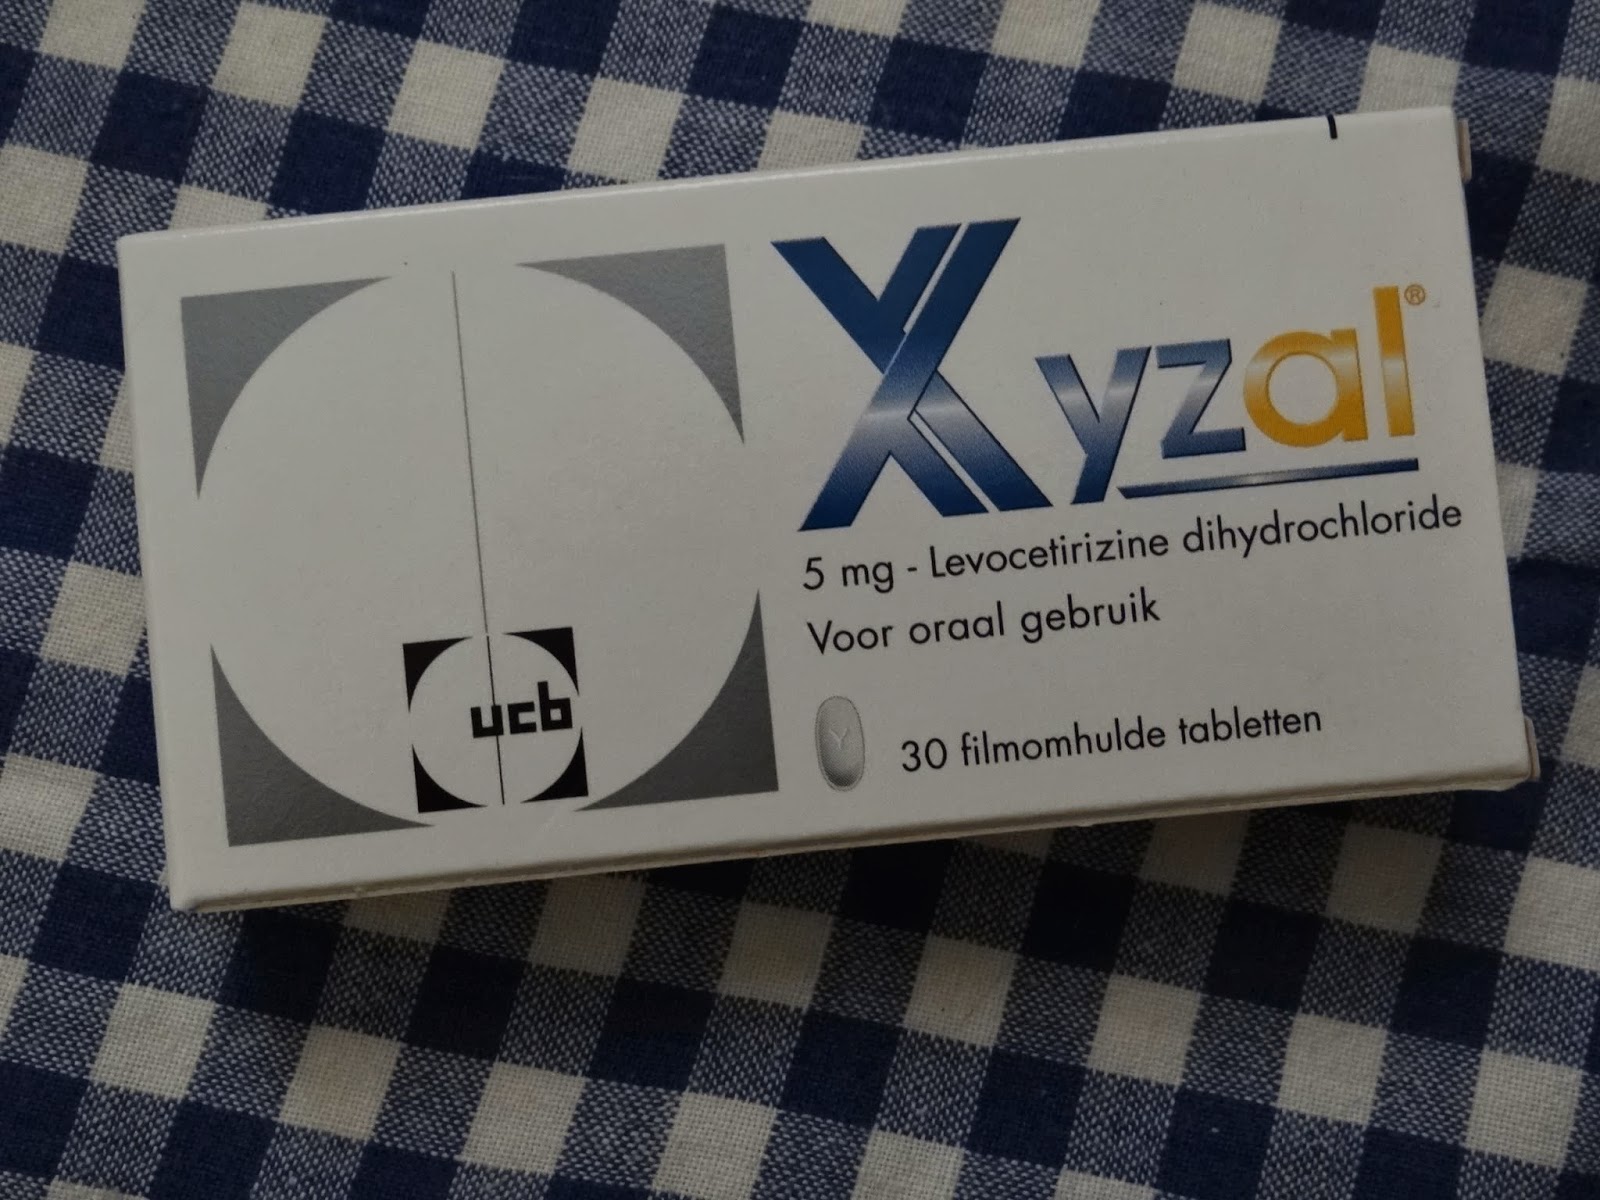 Xyzal®
5 mg - Levocetirizine dihydrochloride
Voor oraal gebruik
Y
30 filmomhulde tabletten
ucb